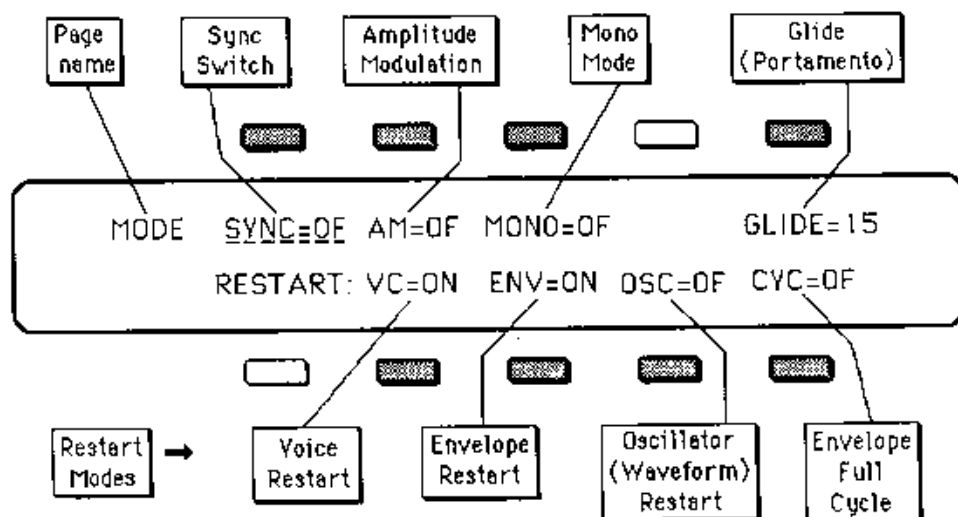 Page
name
Sync
Switch
Amplitude
Modulation
Mono
Mode
Glide
(Portamento)
MODE SYNC=OF AM=OF MONO=OF GLIDE=15
RESTART: VC=ON ENV=ON OSC=OF CYC=OF
Restart
Modes →
Voice
Restart
Envelope
Restart
Oscillator
(Waveform)
Restart
Envelope
Full
Cycle